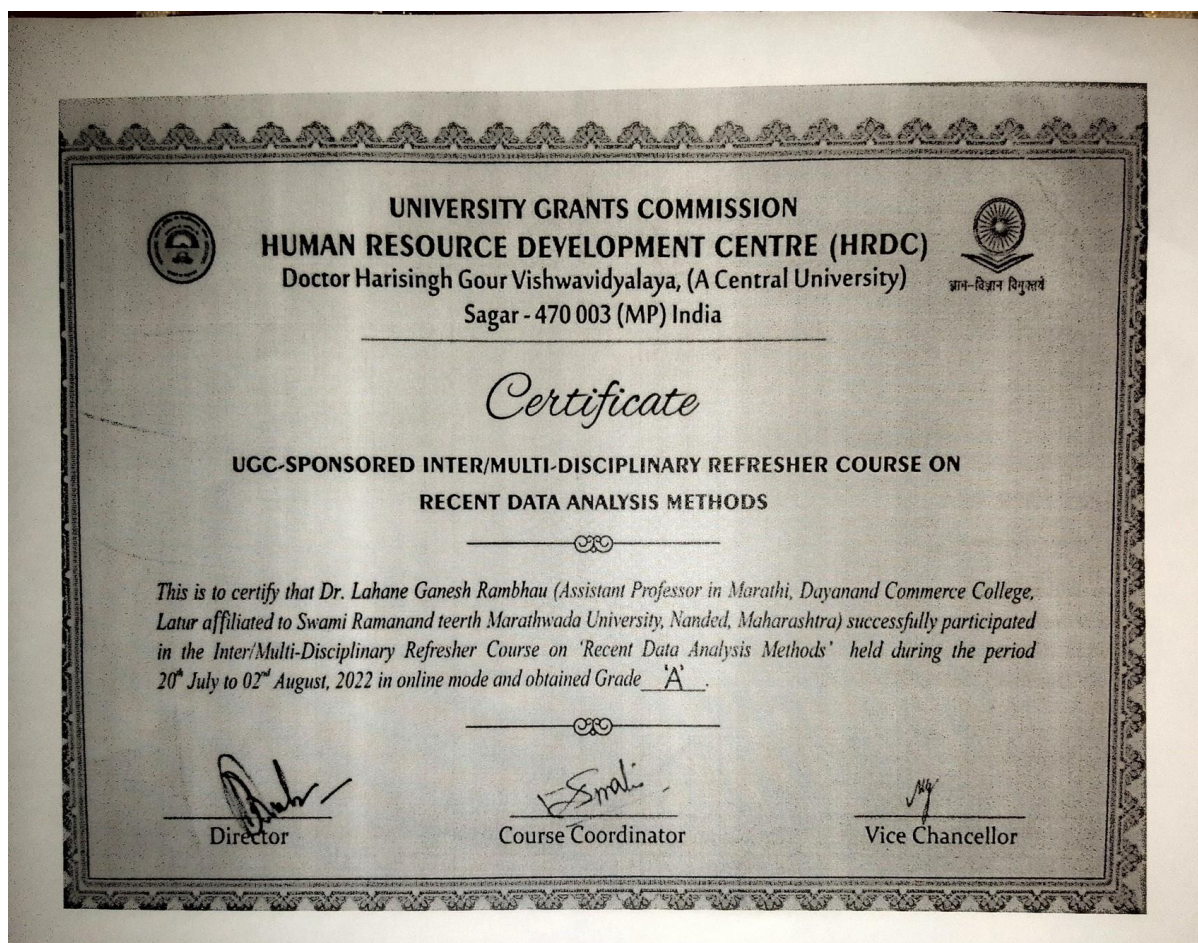 UNIVERSITY GRANTS COMMISSION
HUMAN RESOURCE DEVELOPMENT CENTRE (HRDC)
Doctor Harisingh Gour Vishwavidyalaya, (A Central University)
Sagar - 470 003 (MP) India
ज्ञान-विज्ञान विमुक्तये
Certificate
UGC-SPONSORED INTER/MULTI-DISCIPLINARY REFRESHER COURSE ON
RECENT DATA ANALYSIS METHODS
This is to certify that Dr. Lahane Ganesh Rambhau (Assistant Professor in Marathi, Dayanand Commerce College,
Latur affiliated to Swami Ramanand teerth Marathwada University, Nanded, Maharashtra) successfully participated
in the Inter/Multi-Disciplinary Refresher Course on 'Recent Data Analysis Methods' held during the period
20th July to 02nd August, 2022 in online mode and obtained Grade 'A'.
Director
Course Coordinator
Vice Chancellor